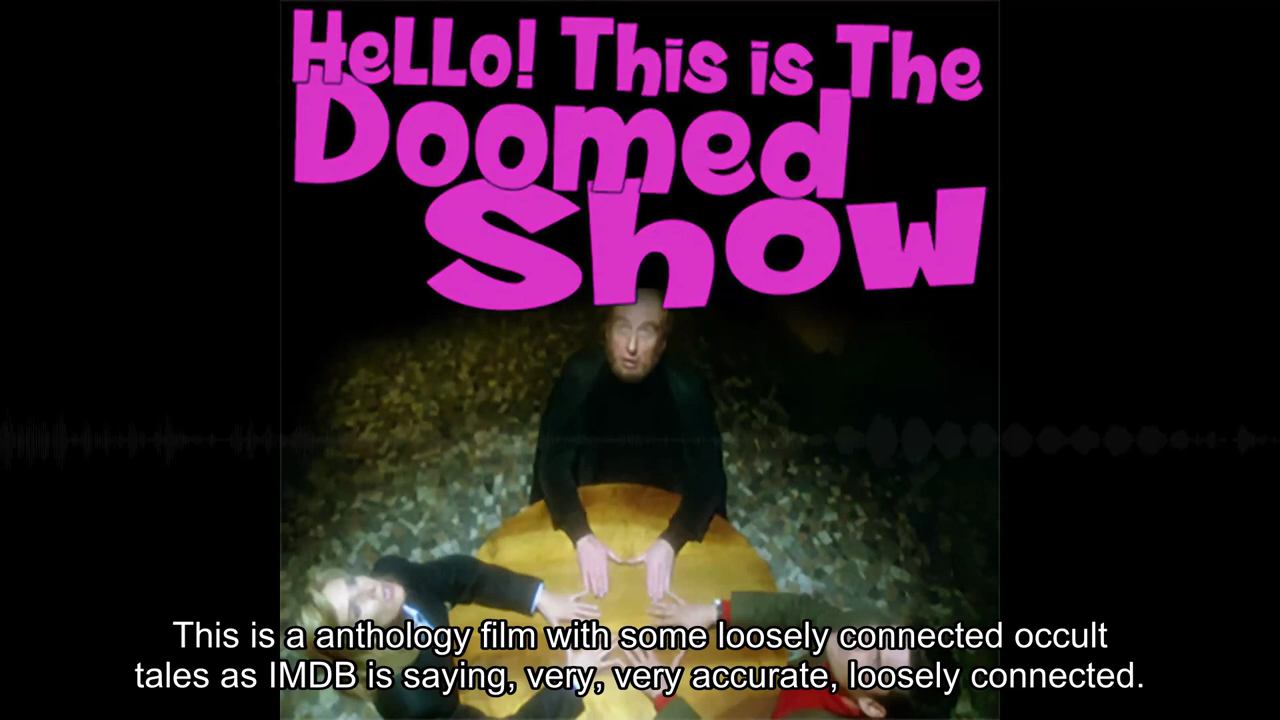 HeLLo! This is The
Doomed
Show
This is a anthology film with some loosely connected occult
tales as IMDB is saying, very, very accurate, loosely connected.